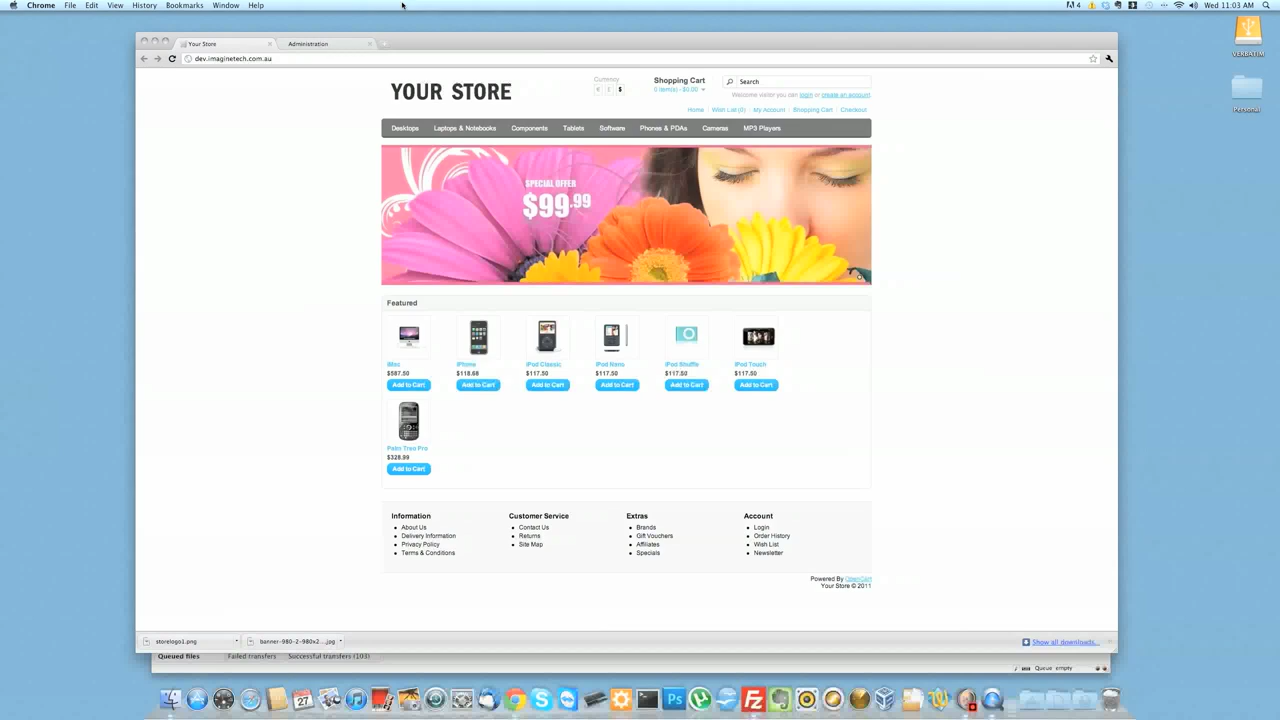 Chrome File Edit View History Bookmarks Window Help
4 Wed 11:03 AM
VERBATIM
Personal
Your Store Administration
dev.imaginetech.com.au
YOUR STORE
Currency
€ £ $
Shopping Cart
0 item(s) - $0.00
Search
Welcome visitor you can login or create an account.
Home Wish List (0) My Account Shopping Cart Checkout
Desktops Laptops & Notebooks Components Tablets Software Phones & PDAs Cameras MP3 Players
SPECIAL OFFER
$99.99
Featured
iMac iPhone iPod Classic iPod Nano iPod Shuffle iPod Touch
$587.50 $118.68 $117.50 $117.50 $117.50 $117.50
Add to Cart Add to Cart Add to Cart Add to Cart Add to Cart Add to Cart
Palm Treo Pro
$328.99
Add to Cart
Information Customer Service Extras Account
About Us Contact Us Brands Login
Delivery Information Returns Gift Vouchers Order History
Privacy Policy Site Map Affiliates Wish List
Terms & Conditions Specials Newsletter
Powered By OpenCart
Your Store © 2011
storelogo1.png banner-980-2-980x2....jpg Show all downloads...
Queued files Failed transfers Successful transfers (103)
Queue: empty
27
Ps
Fz